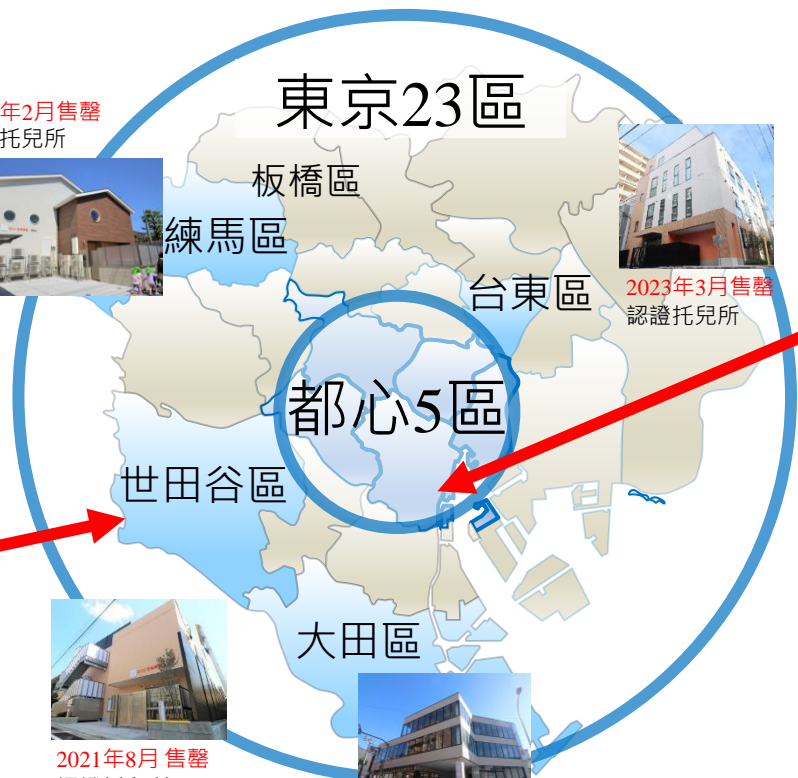 東京23區
年2月售罄
托兒所
板橋區
練馬區
台東區
2023年3月售罄
認證托兒所
都心5區
世田谷區
大田區
2021年8月 售罄